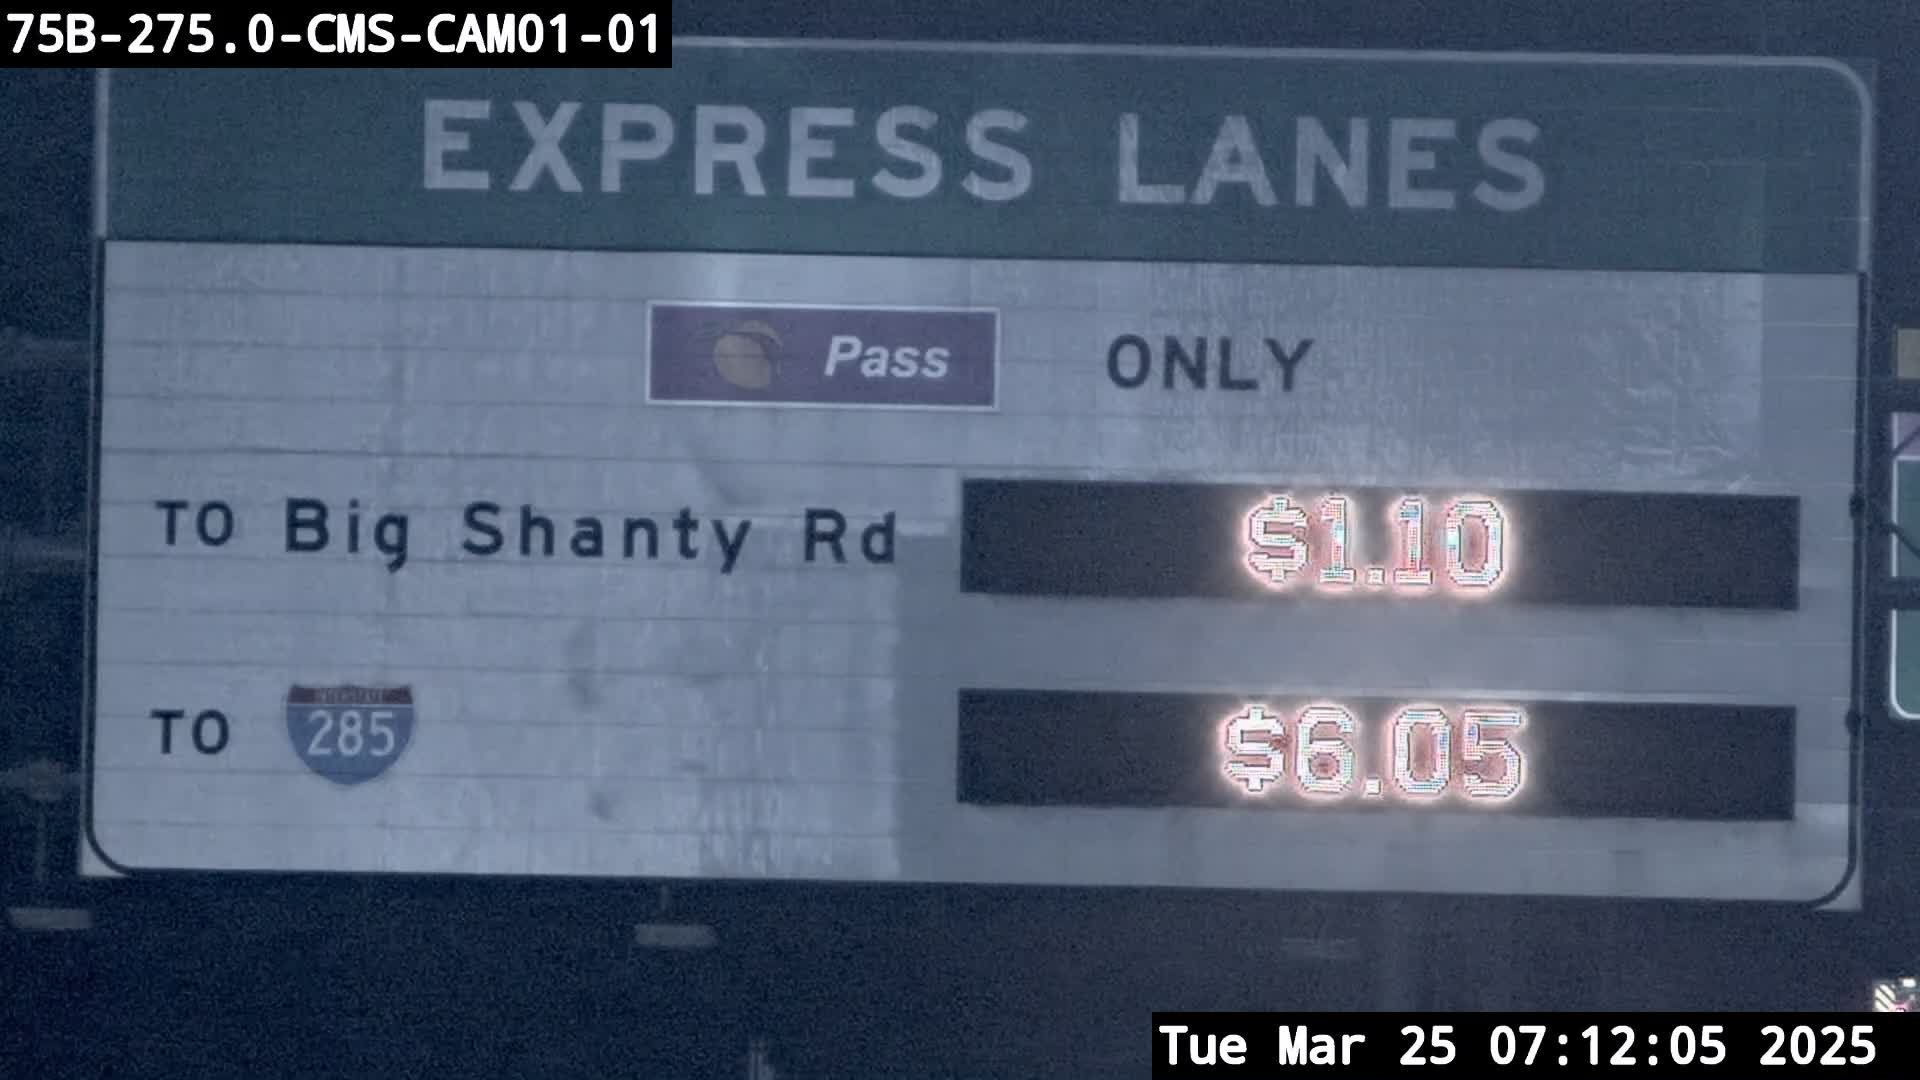 75B-275.0-CMS-CAM01-01
EXPRESS LANES
Pass ONLY
TO Big Shanty Rd $1.10
INTERSTATE
TO 285 $6.05
Tue Mar 25 07:12:05 2025